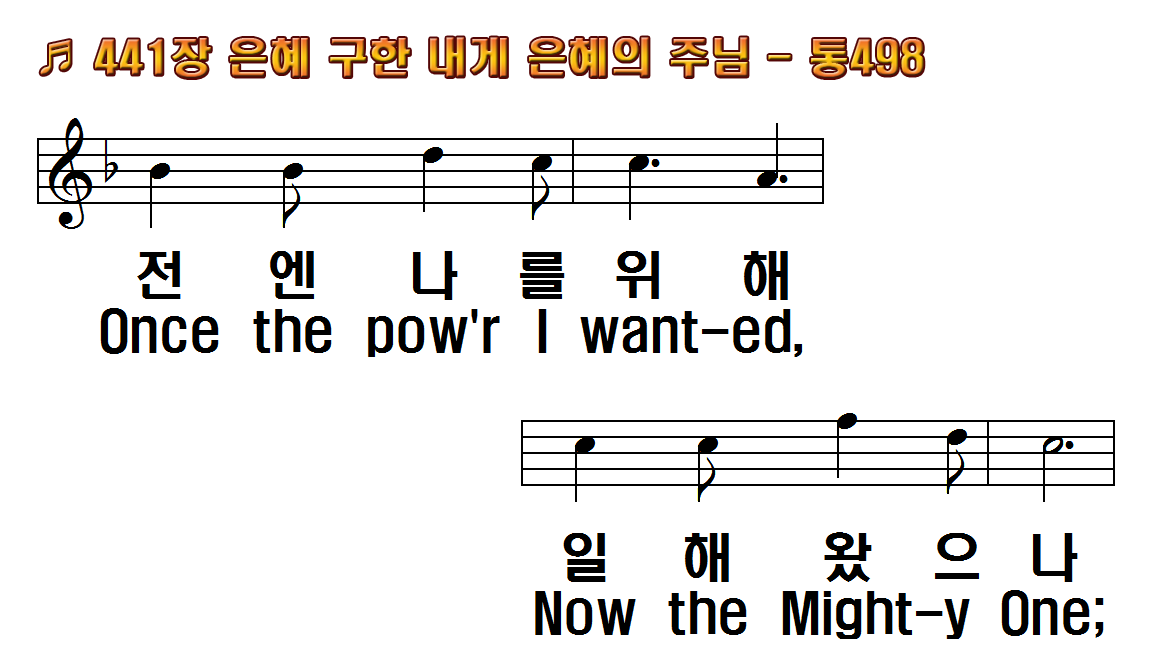 ♬ 441장 은혜 구한 내게 은혜의 주님 - 통498
전 엔 나 를 위 해
Once the pow'r I want-ed,
일 해 왔 으 나
Now the Might-y One;